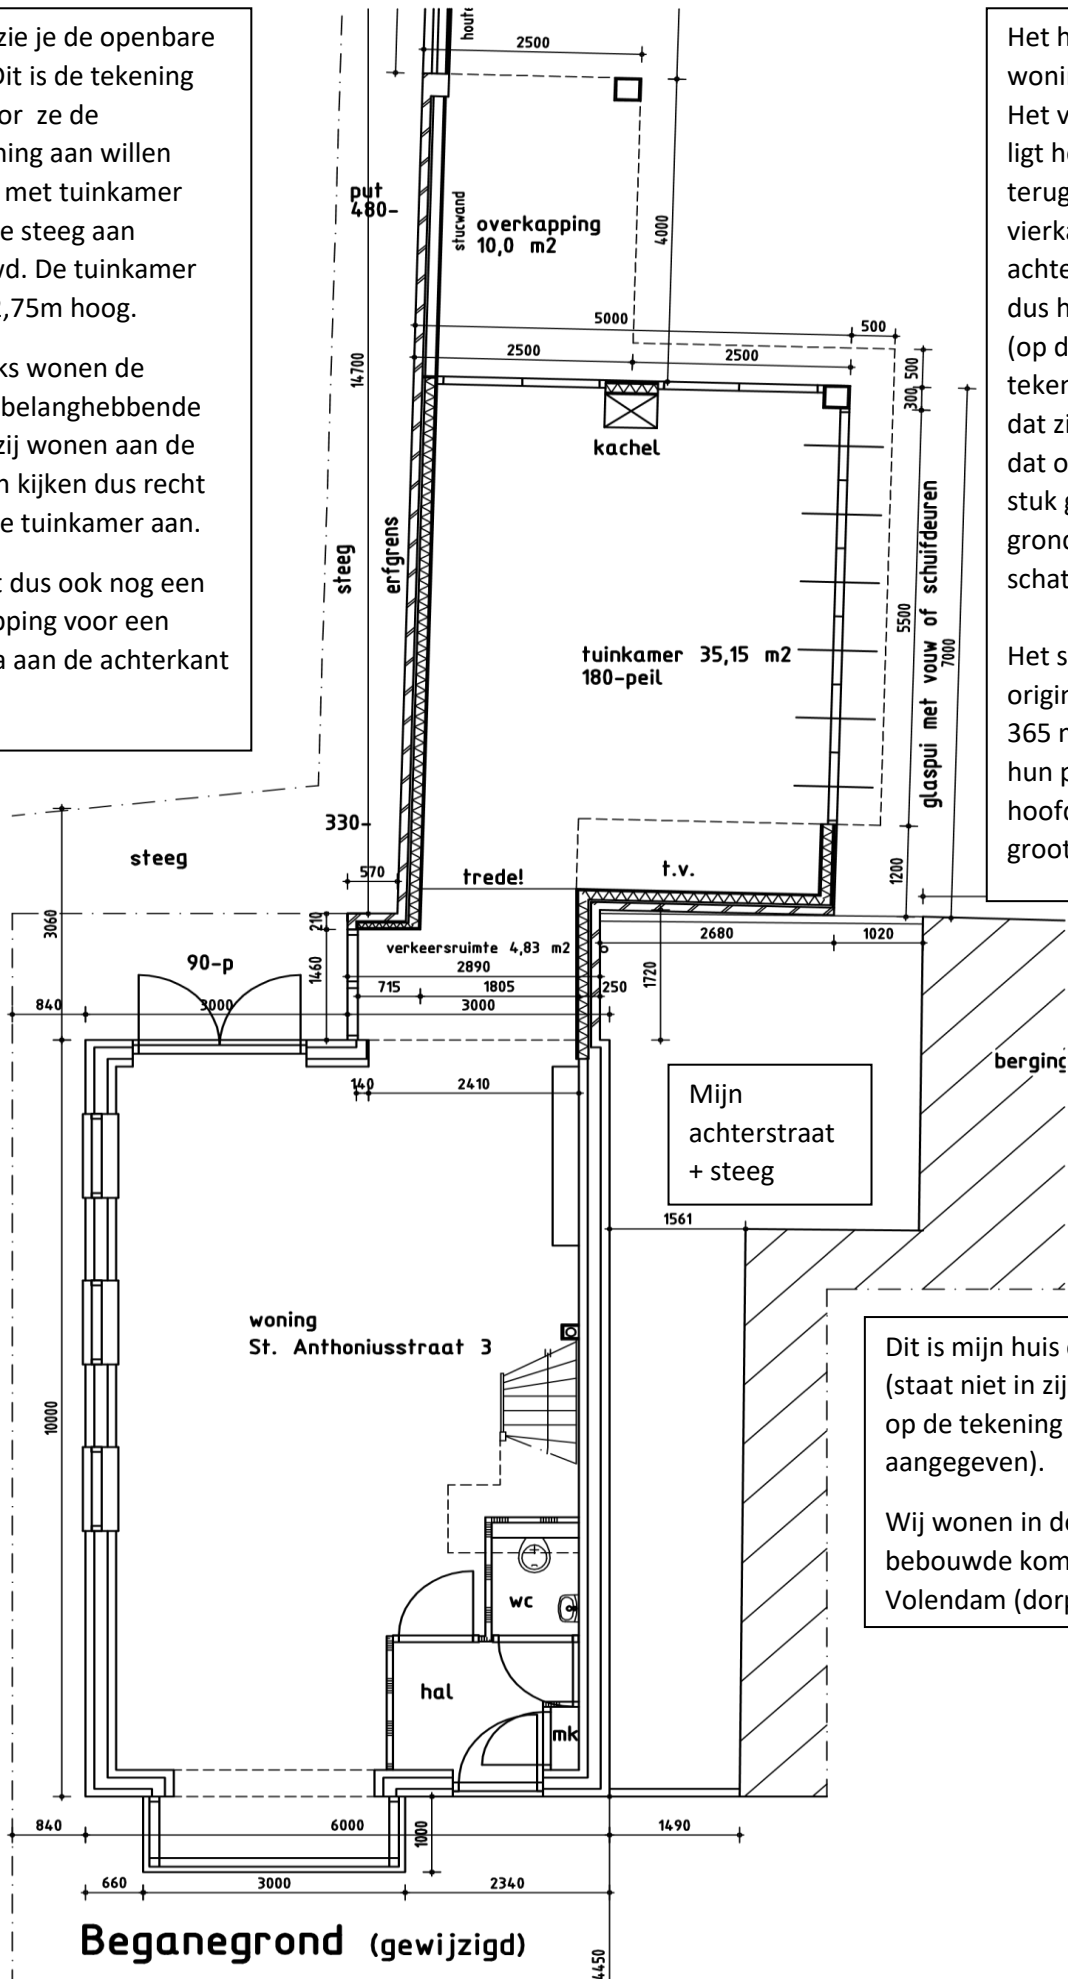 zie je de openbare
Dit is de tekening
or ze de
ning aan willen
met tuinkamer
e steeg aan
wd. De tuinkamer
2,75m hoog.
ks wonen de
belanghebbende
zij wonen aan de
n kijken dus recht
e tuinkamer aan.
t dus ook nog een
pping voor een
a aan de achterkant
Het h
wonin
Het v
ligt he
terug
vierka
achte
dus h
(op d
teken
dat zi
dat o
stuk g
grond
schat
Het s
origin
365 m
hun p
hoofd
groot
houte
2500
put
480-
stucwand
overkapping
10,0 m2
4000
5000
500
2500
2500
14700
300
500
kachel
steeg
erfgrens
glaspui met vouw of schuifdeuren
5500
7000
tuinkamer 35,15 m2
180-peil
330-
steeg
570
trede!
t.v.
1200
3060
210
verkeersruimte 4,83 m2
2680
1020
90-p
1460
2890
1720
715
1805
250
840
3000
3000
berging
140
2410
Mijn
achterstraat
+ steeg
1561
woning
St. Anthoniusstraat 3
Dit is mijn huis
(staat niet in zij
op de tekening
aangegeven).
Wij wonen in de
bebouwde kom
Volendam (dorp
10000
wc
hal
mk
840
6000
1000
1490
660
3000
2340
Beganegrond (gewijzigd)
4450